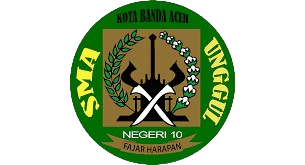 KOTA BANDA ACEH
SMA
UNGGUL
NEGERI 10
FAJAR HARAPAN